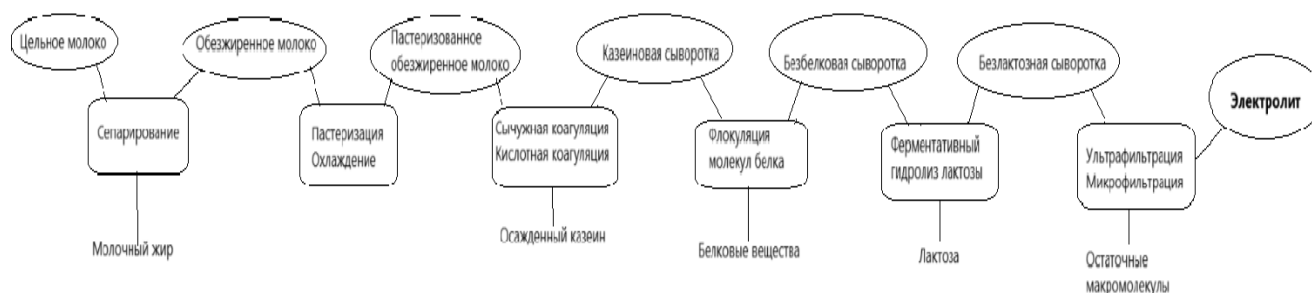 Цельное молоко
Обезжиренное молоко
Пастеризованное
обезжиренное молоко
Казеиновая сыворотка
Безбелковая сыворотка
Безлактозная сыворотка
Электролит
Сепарирование
Пастеризация
Охлаждение
Сычужная коагуляция
Кислотная коагуляция
Флокуляция
молекул белка
Ферментативный
гидролиз лактозы
Ультрафильтрация
Микрофильтрация
Молочный жир
Осажденный казеин
Белковые вещества
Лактоза
Остаточные
макромолекулы